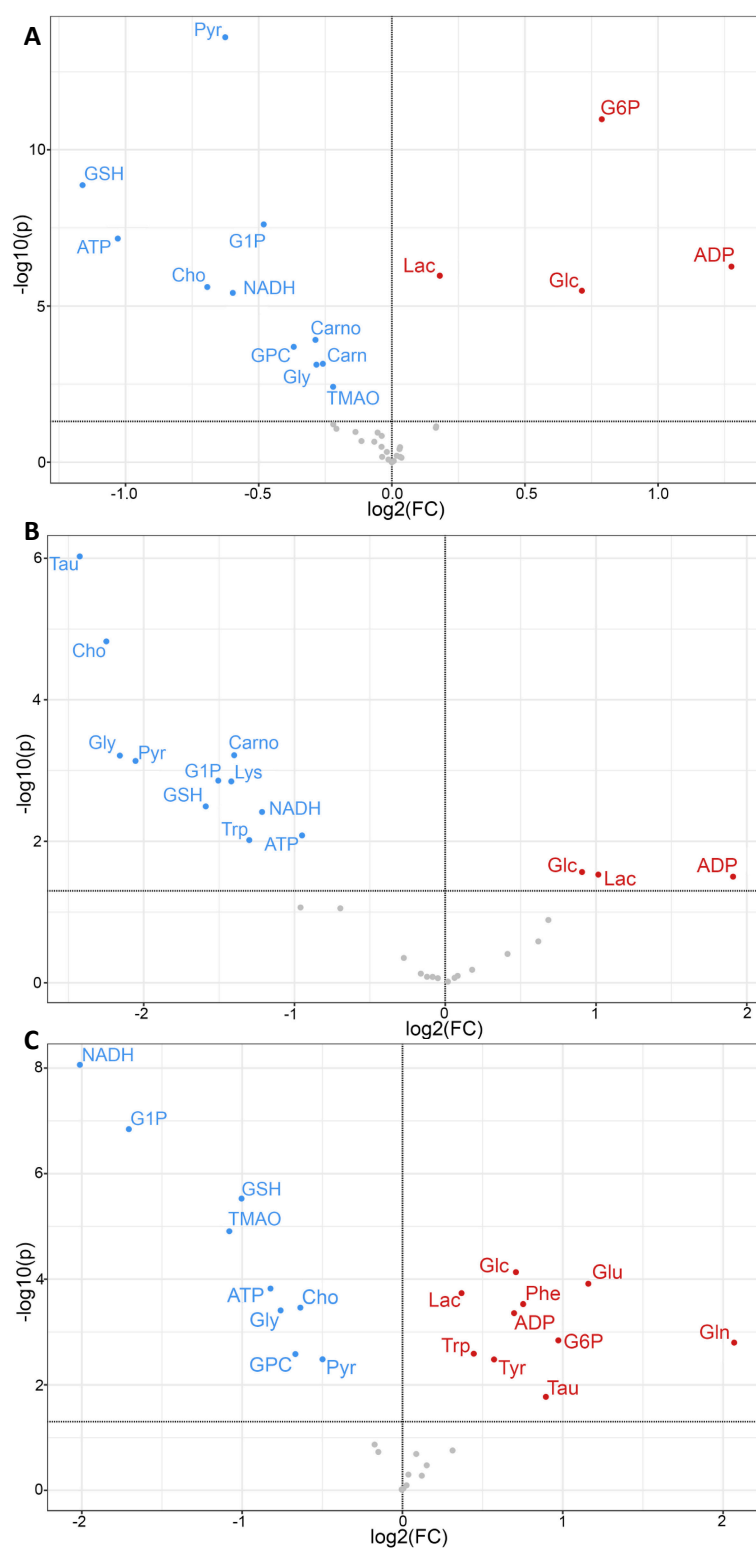 A
Pyr
G6P
10
GSH
G1P
ATP
ADP
Lac
Cho
NADH
Glc
5
Carno
GPC
Carn
Gly
TMAO
0
-log10(p)
-1.0
-0.5
0.0
0.5
1.0
log2(FC)
B
6
Tau
Cho
4
Gly
Pyr
Carno
G1P
Lys
GSH
NADH
Trp
ATP
2
Glc
Lac
ADP
0
-log10(p)
-2
-1
0
1
2
log2(FC)
C
NADH
8
G1P
6
GSH
TMAO
Glc
Glu
4
ATP
Cho
Lac
Phe
Gly
ADP
G6P
Gln
GPC
Pyr
Trp
Tyr
Tau
2
0
-log10(p)
-2
-1
0
1
2
log2(FC)